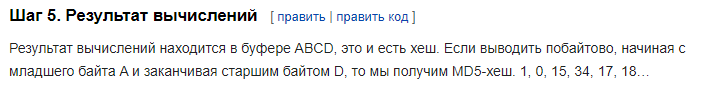 Шаг 5. Результат вычислений [ править | править код ]
Результат вычислений находится в буфере ABCD, это и есть хеш. Если выводить побайтово, начиная с
младшего байта A и заканчивая старшим байтом D, то мы получим MD5-хеш. 1, 0, 15, 34, 17, 18…